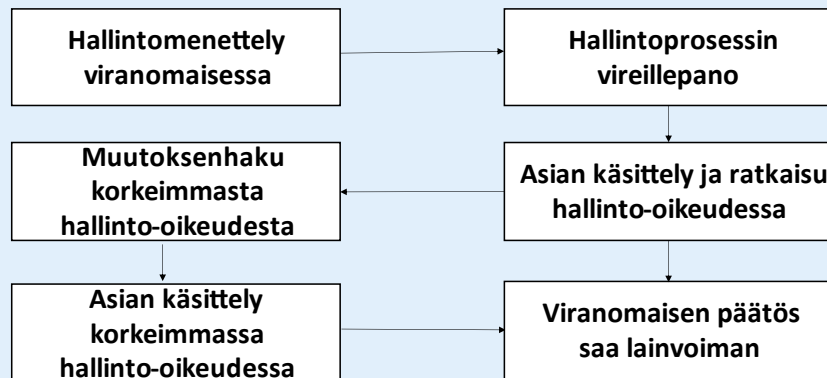 Hallintomenettely
viranomaisessa
Hallintoprosessin
vireillepano
Muutoksenhaku
korkeimmasta
hallinto-oikeudesta
Asian käsittely ja ratkaisu
hallinto-oikeudessa
Asian käsittely
korkeimmassa
hallinto-oikeudessa
Viranomaisen päätös
saa lainvoiman